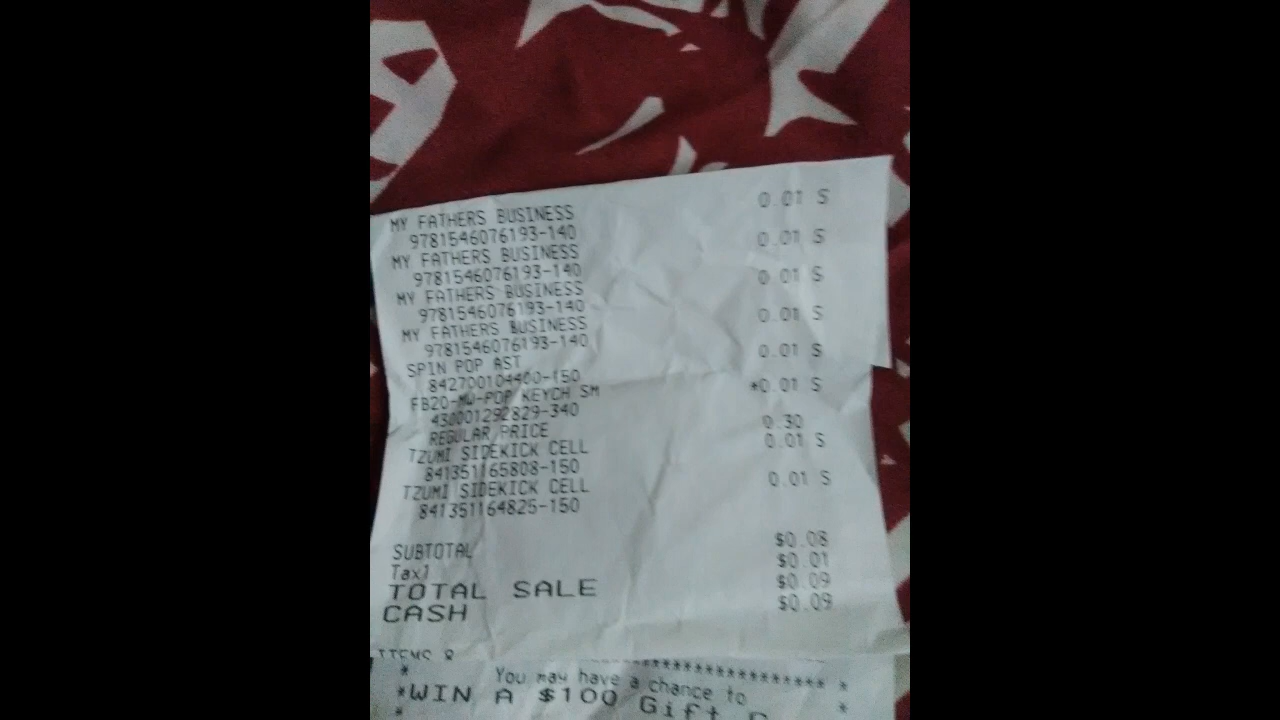 MY FATHERS BUSINESS 0.01 S
9781546076193-140
MY FATHERS BUSINESS 0.01 S
9781546076193-140
MY FATHERS BUSINESS 0.01 S
9781546076193-140
MY FATHERS BUSINESS 0.01 S
9781546076193-140
SPIN POP AST 0.01 S
842700104400-150
FB20-MW-POP KEYCH SM *0.01 S
430001292829-340
REGULAR PRICE 0.30
TZUMI SIDEKICK CELL 0.01 S
841351165808-150
TZUMI SIDEKICK CELL 0.01 S
841351164825-150
SUBTOTAL $0.08
Tax1 $0.01
TOTAL SALE $0.09
CASH $0.09
ITEMS 8
You may have a chance to
*WIN A $100 Gift